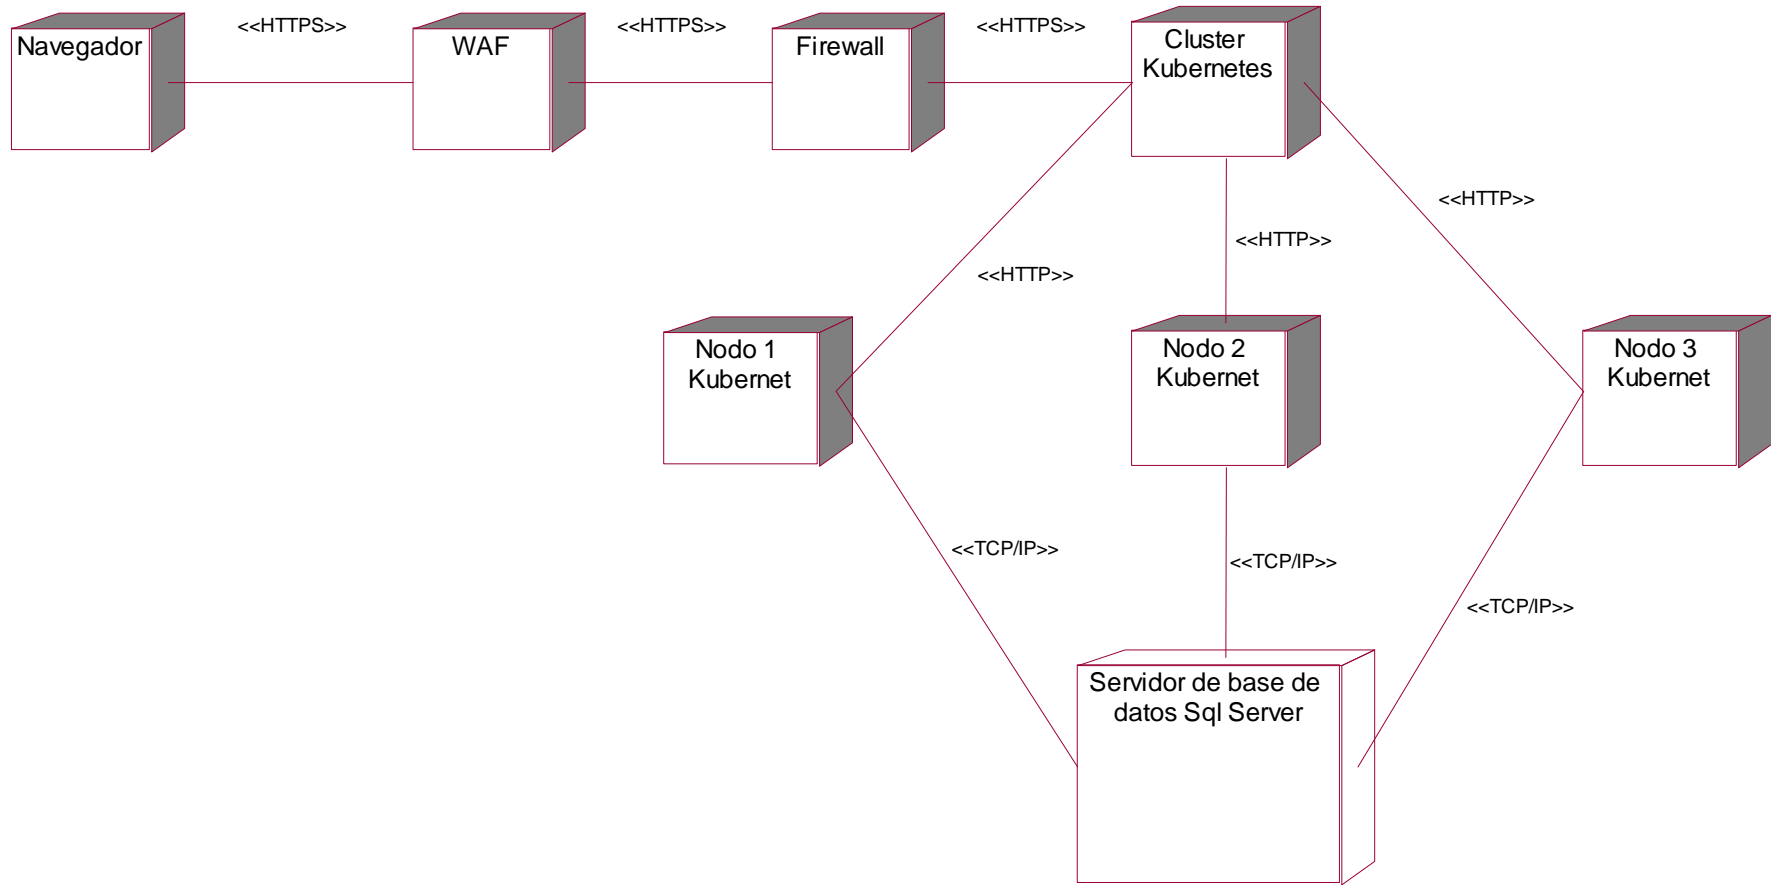 <<HTTPS>>
<<HTTPS>>
<<HTTPS>>
Navegador
WAF
Firewall
Cluster
Kubernetes
<<HTTP>>
<<HTTP>>
<<HTTP>>
Nodo 1
Kubernet
Nodo 2
Kubernet
Nodo 3
Kubernet
<<TCP/IP>>
<<TCP/IP>>
<<TCP/IP>>
Servidor de base de
datos Sql Server